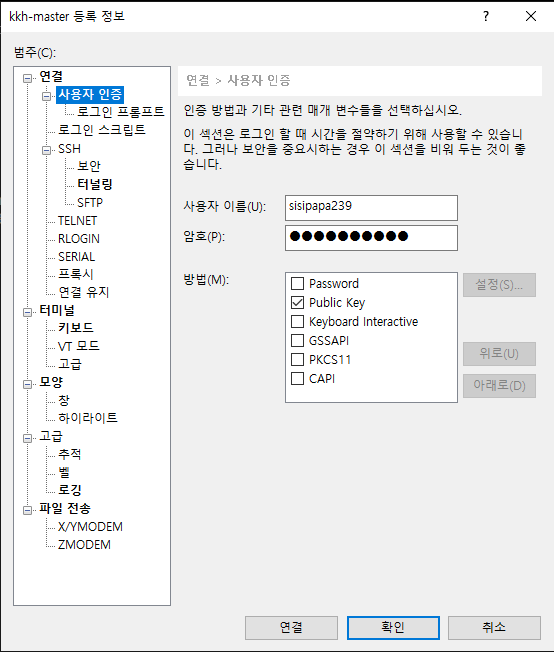 kkh-master 등록 정보
범주(C):
연결
사용자 인증
로그인 프롬프트
로그인 스크립트
SSH
보안
터널링
SFTP
TELNET
RLOGIN
SERIAL
프록시
연결 유지
터미널
키보드
VT 모드
고급
모양
창
하이라이트
고급
추적
벨
로깅
파일 전송
X/YMODEM
ZMODEM
연결 > 사용자 인증
인증 방법과 기타 관련 매개 변수들을 선택하십시오.
이 섹션은 로그인 할 때 시간을 절약하기 위해 사용할 수 있습니
다. 그러나 보안을 중요시하는 경우 이 섹션을 비워 두는 것이 좋
습니다.
사용자 이름(U): sisipapa239
암호(P): ●●●●●●●●●●
방법(M):
Password
Public Key
Keyboard Interactive
GSSAPI
PKCS11
CAPI
설정(S)...
위로(U)
아래로(D)
연결
확인
취소